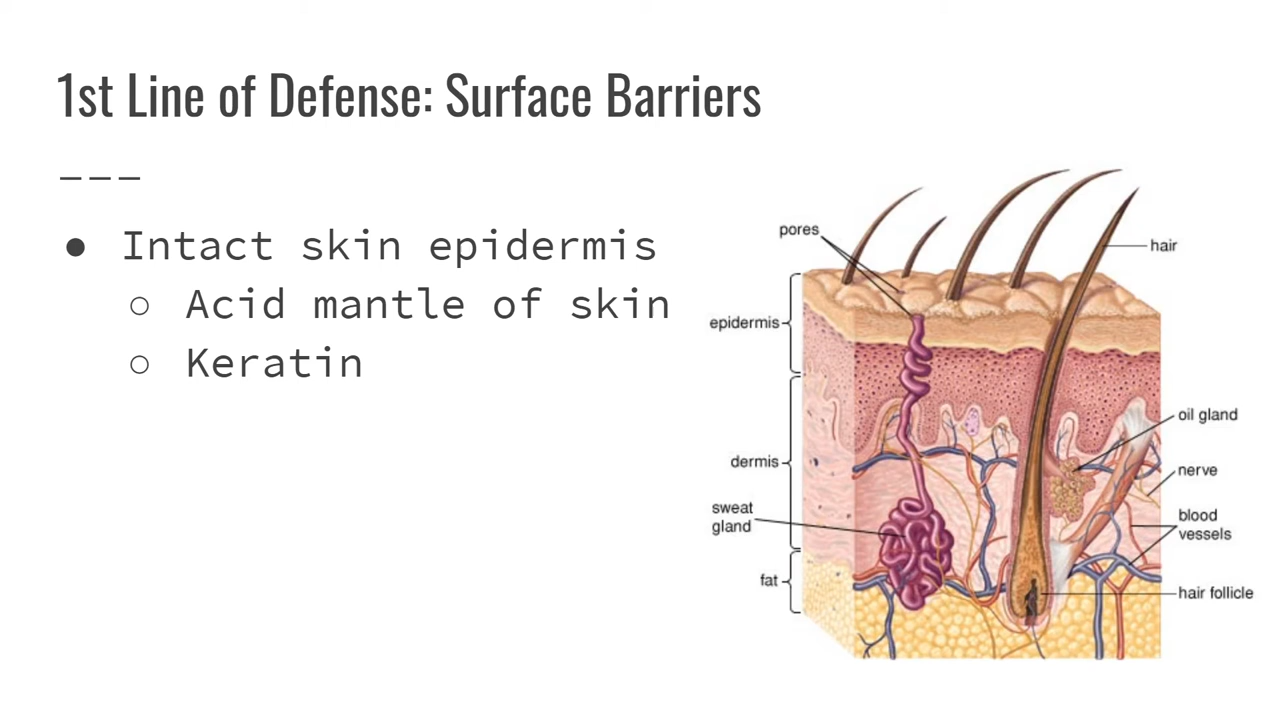 1st Line of Defense: Surface Barriers
___
● Intact skin epidermis
○ Acid mantle of skin
○ Keratin
pores
hair
epidermis
oil gland
dermis
nerve
sweat
gland
blood
vessels
fat
hair follicle